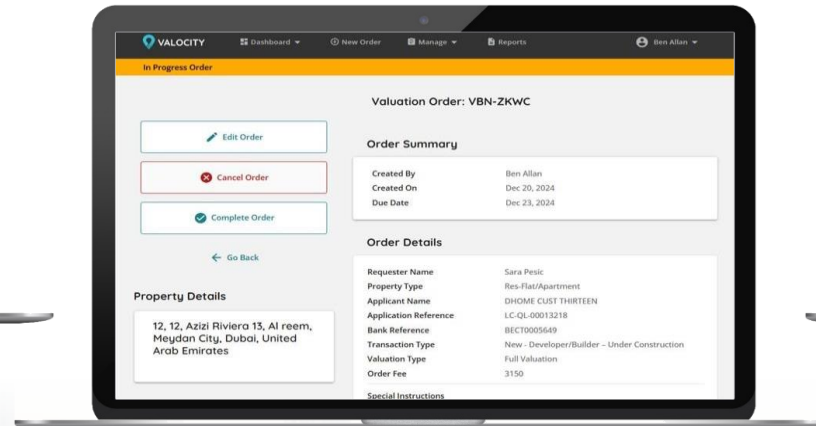 VALOCITY Dashboard New Order Manage Reports Ben Allan
In Progress Order
Valuation Order: VBN-ZKWC
Edit Order
Cancel Order
Complete Order
Go Back
Property Details
12, 12, Azizi Riviera 13, Al reem,
Meydan City, Dubai, United
Arab Emirates
Order Summary
Created By Ben Allan
Created On Dec 20, 2024
Due Date Dec 23, 2024
Order Details
Requester Name Sara Pesic
Property Type Res-Flat/Apartment
Applicant Name DHOME CUST THIRTEEN
Application Reference LC-QL-00013218
Bank Reference BECT0005649
Transaction Type New - Developer/Builder – Under Construction
Valuation Type Full Valuation
Order Fee 3150
Special Instructions